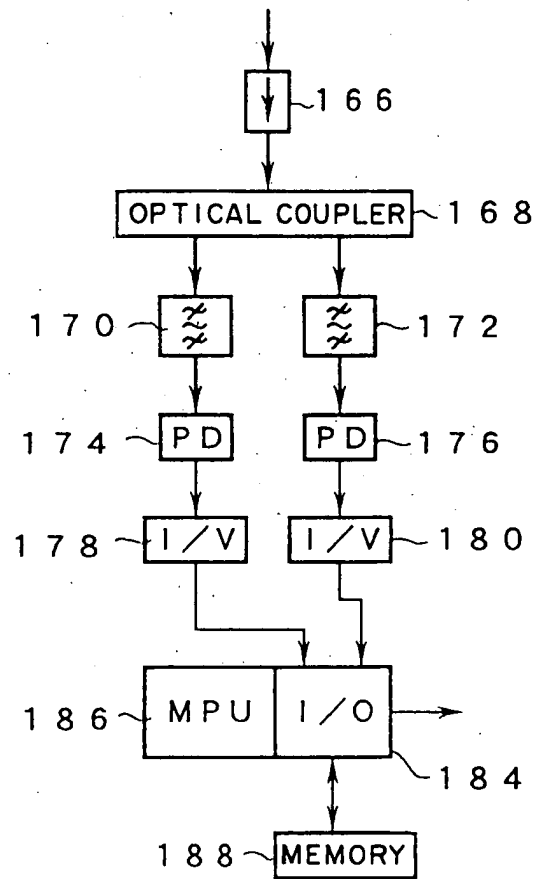 166
OPTICAL COUPLER 168
170 172
174 PD PD 176
178 I/V I/V 180
186 MPU I/O
184
188 MEMORY